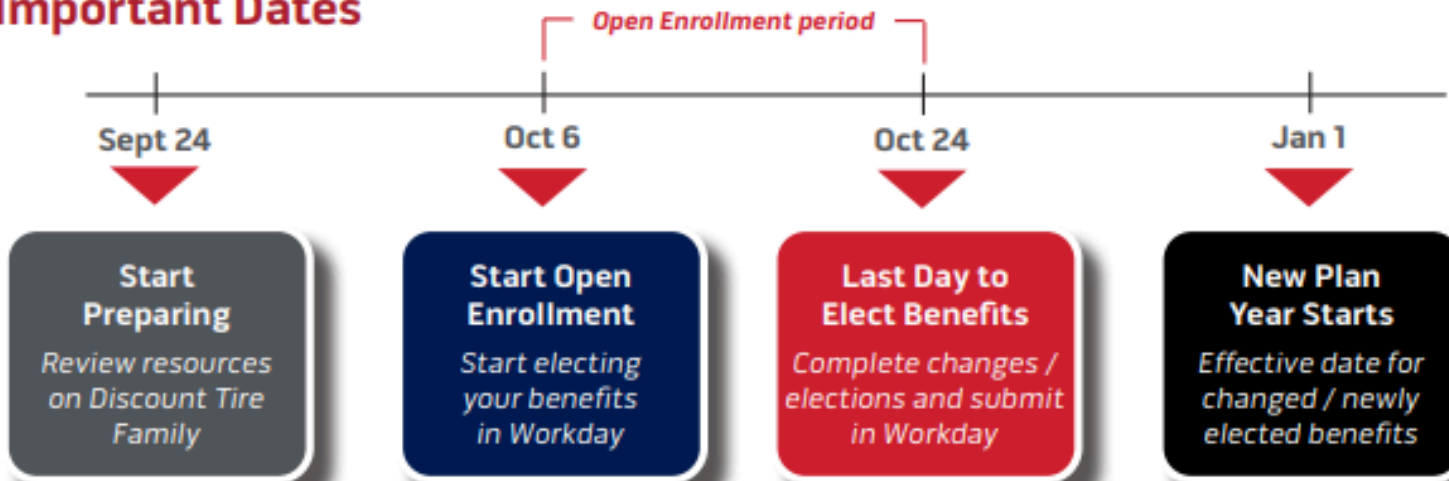 Important Dates
Open Enrollment period
Sept 24
Oct 6
Oct 24
Jan 1
Start
Preparing
Review resources
on Discount Tire
Family
Start Open
Enrollment
Start electing
your benefits
in Workday
Last Day to
Elect Benefits
Complete changes /
elections and submit
in Workday
New Plan
Year Starts
Effective date for
changed / newly
elected benefits